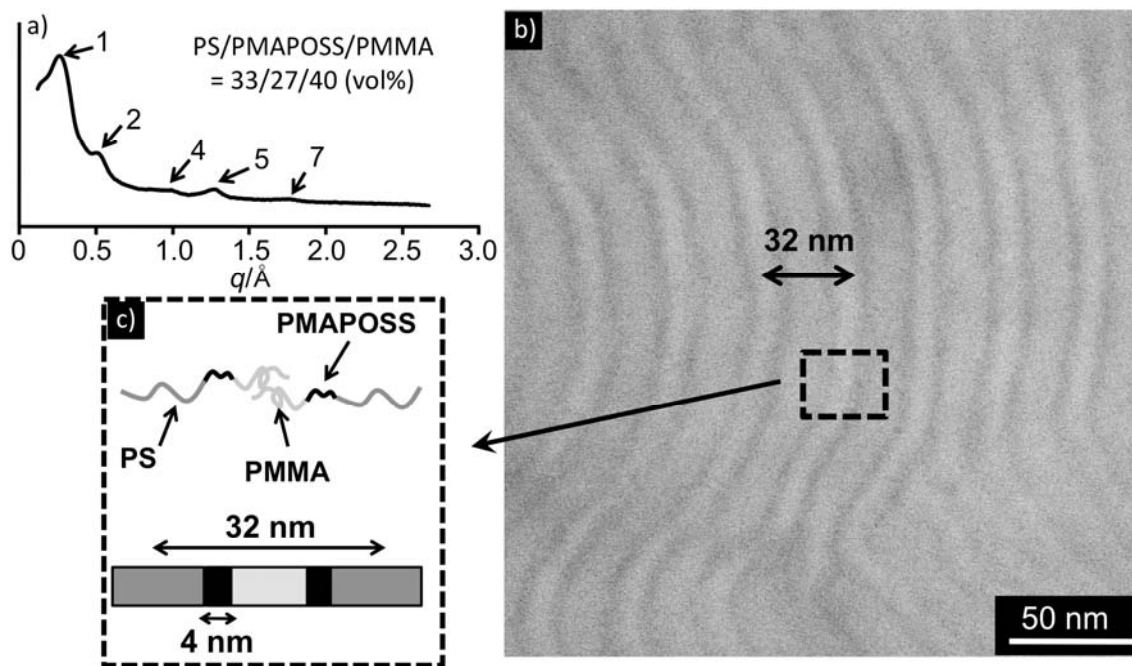 a)
1
2
4
5
7
PS/PMAPOSS/PMMA
= 33/27/40 (vol%)
0
0.5
1.0
1.5
2.0
2.5
3.0
q/Å
b)
32 nm
50 nm
c)
PMAPOSS
PS
PMMA
32 nm
4 nm